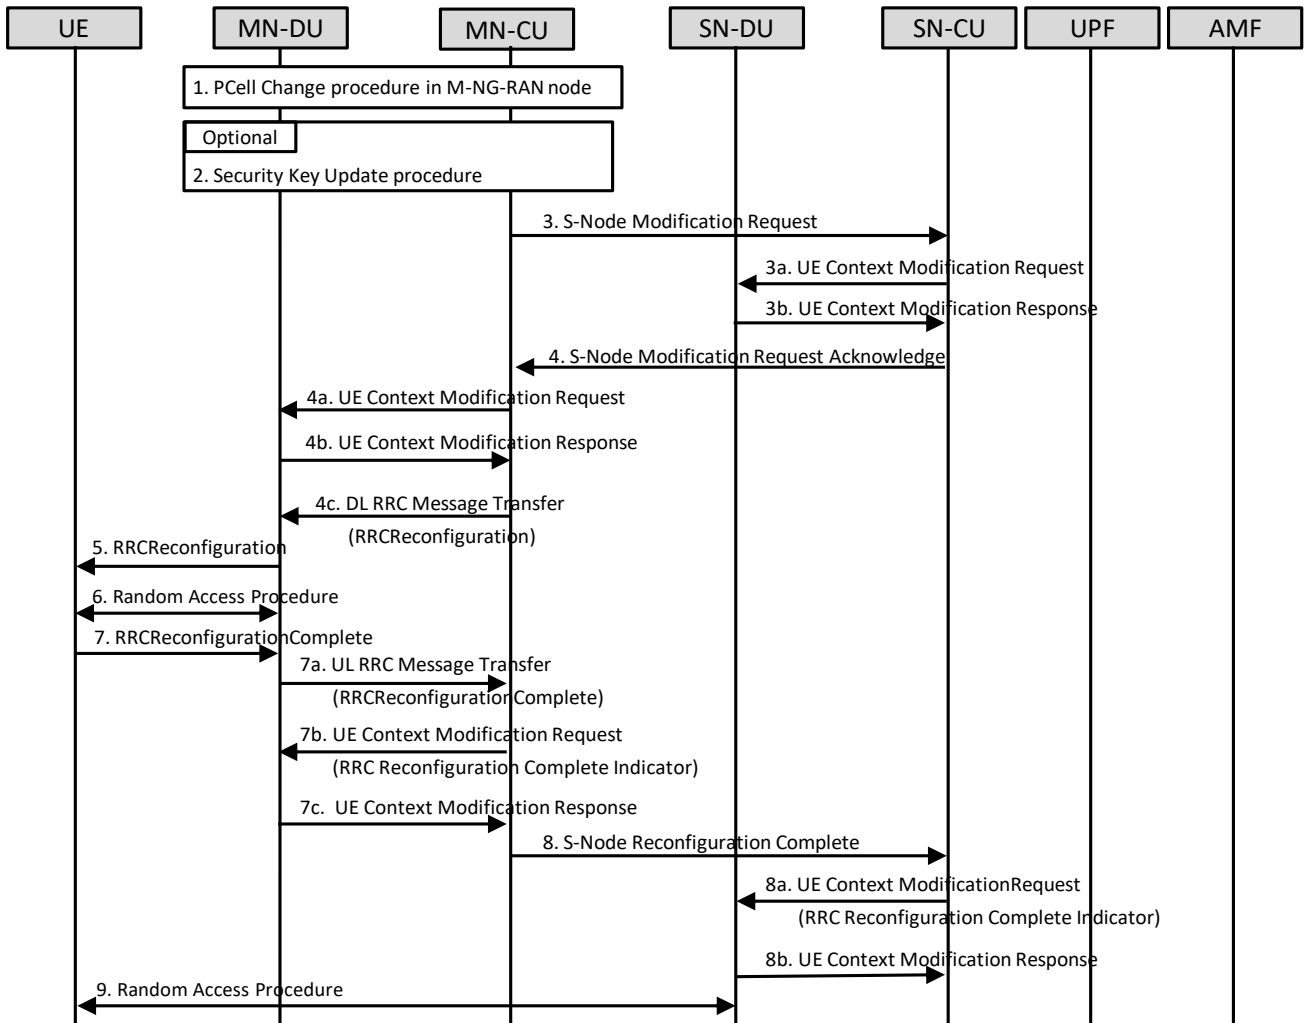 UE
MN-DU
MN-CU
SN-DU
SN-CU
UPF
AMF
1. PCell Change procedure in M-NG-RAN node
Optional
2. Security Key Update procedure
3. S-Node Modification Request
3a. UE Context Modification Request
3b. UE Context Modification Response
4. S-Node Modification Request Acknowledge
4a. UE Context Modification Request
4b. UE Context Modification Response
4c. DL RRC Message Transfer
(RRCReconfiguration)
5. RRCReconfiguration
6. Random Access Procedure
7. RRCReconfigurationComplete
7a. UL RRC Message Transfer
(RRCReconfigurationComplete)
7b. UE Context Modification Request
(RRC Reconfiguration Complete Indicator)
7c. UE Context Modification Response
8. S-Node Reconfiguration Complete
8a. UE Context ModificationRequest
(RRC Reconfiguration Complete Indicator)
8b. UE Context Modification Response
9. Random Access Procedure